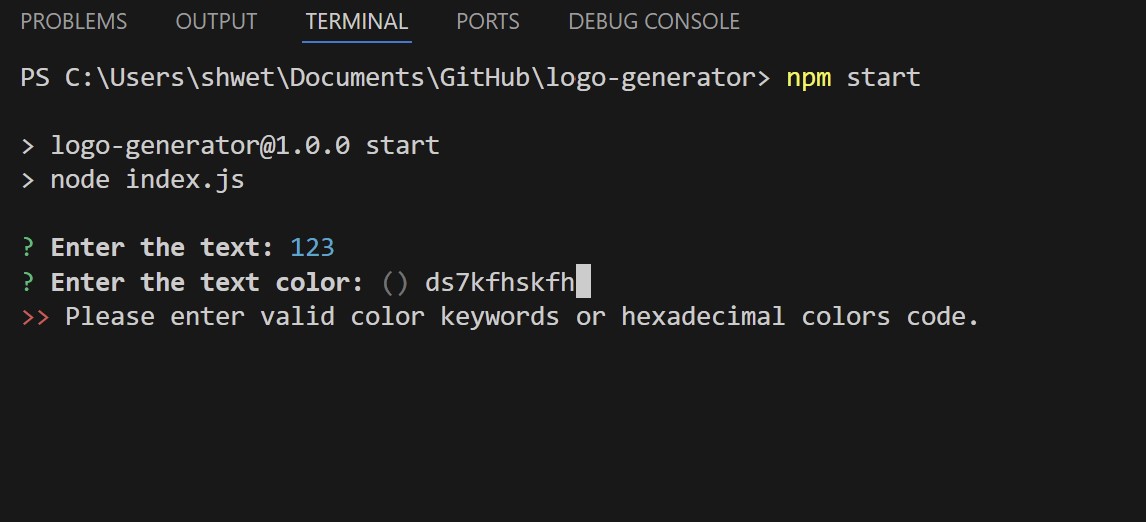 PROBLEMS OUTPUT TERMINAL PORTS DEBUG CONSOLE
PS C:\Users\shwet\Documents\GitHub\logo-generator> npm start
> logo-generator@1.0.0 start
> node index.js
? Enter the text: 123
? Enter the text color: () ds7kfhskfh
>> Please enter valid color keywords or hexadecimal colors code.